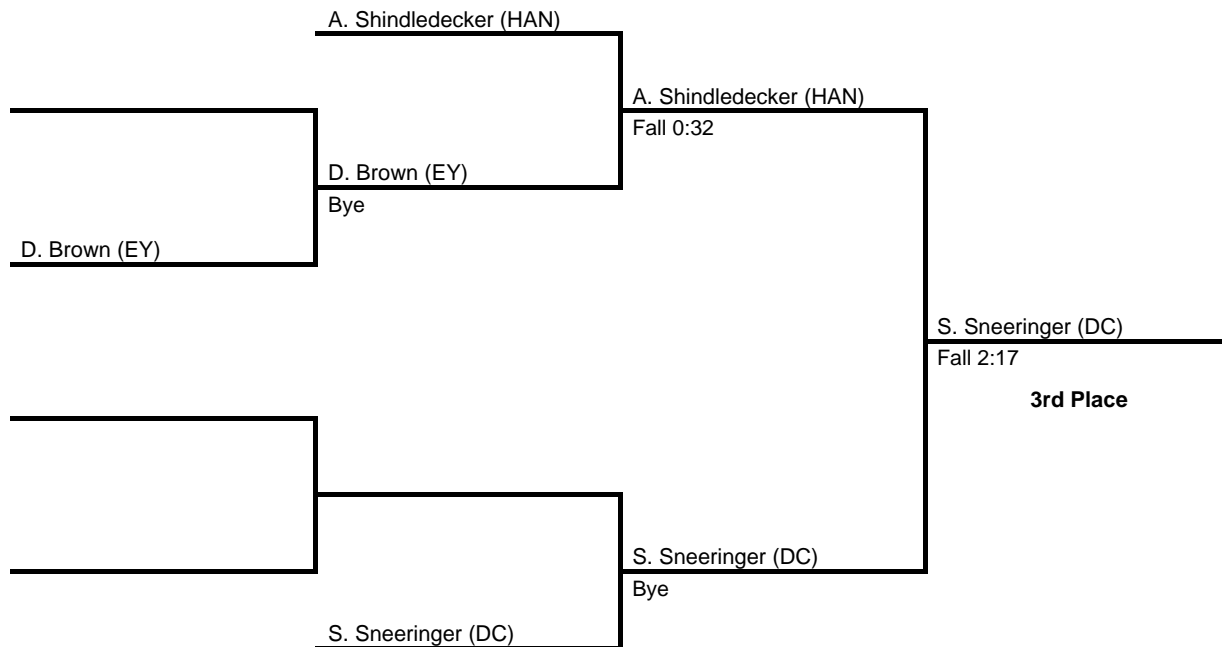 A. Shindledecker (HAN)
A. Shindledecker (HAN)
Fall 0:32
D. Brown (EY)
Bye
D. Brown (EY)
S. Sneeringer (DC)
Fall 2:17
3rd Place
S. Sneeringer (DC)
Bye
S. Sneeringer (DC)